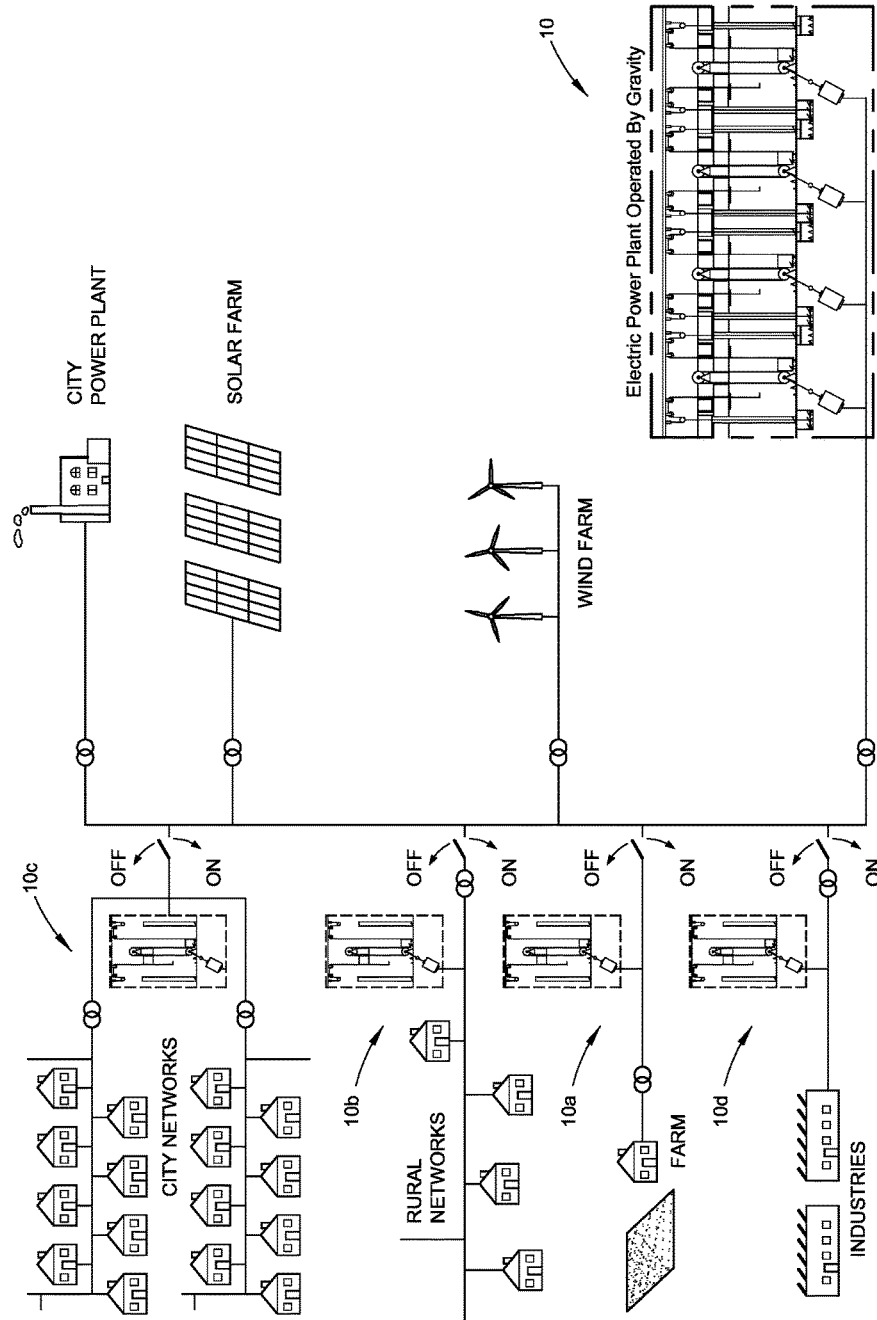 10c
CITY
POWER PLANT
OFF
CITY NETWORKS
ON
SOLAR FARM
10b
RURAL
NETWORKS
OFF
ON
10
10a
WIND FARM
OFF
Electric Power Plant Operated By Gravity
FARM
ON
10d
OFF
INDUSTRIES
ON